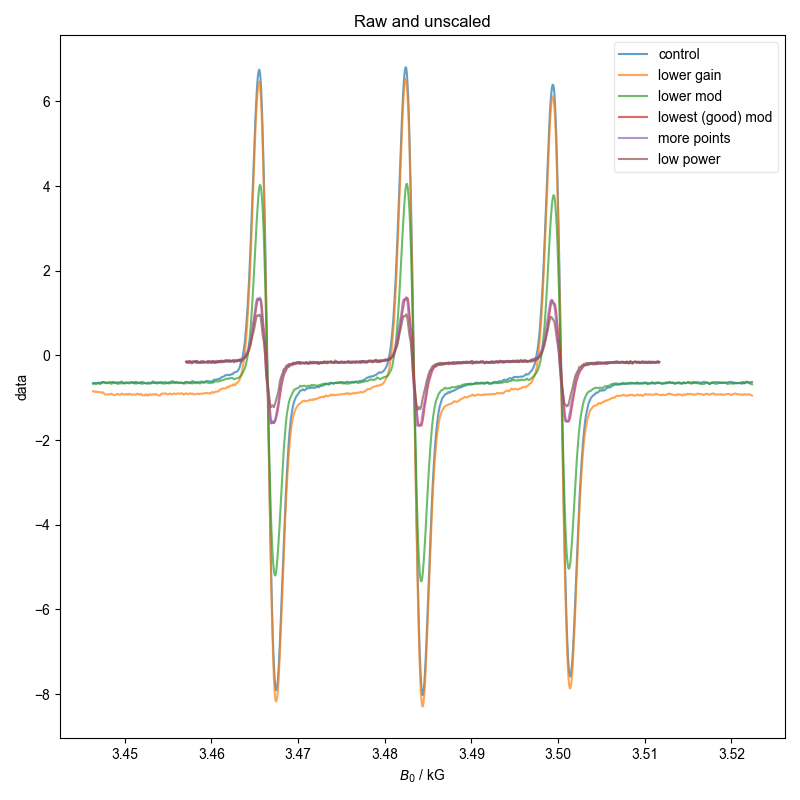 Raw and unscaled
control
lower gain
lower mod
lowest (good) mod
more points
low power
data
6
4
2
0
−2
−4
−6
−8
3.45 3.46 3.47 3.48 3.49 3.50 3.51 3.52
B₀ / kG